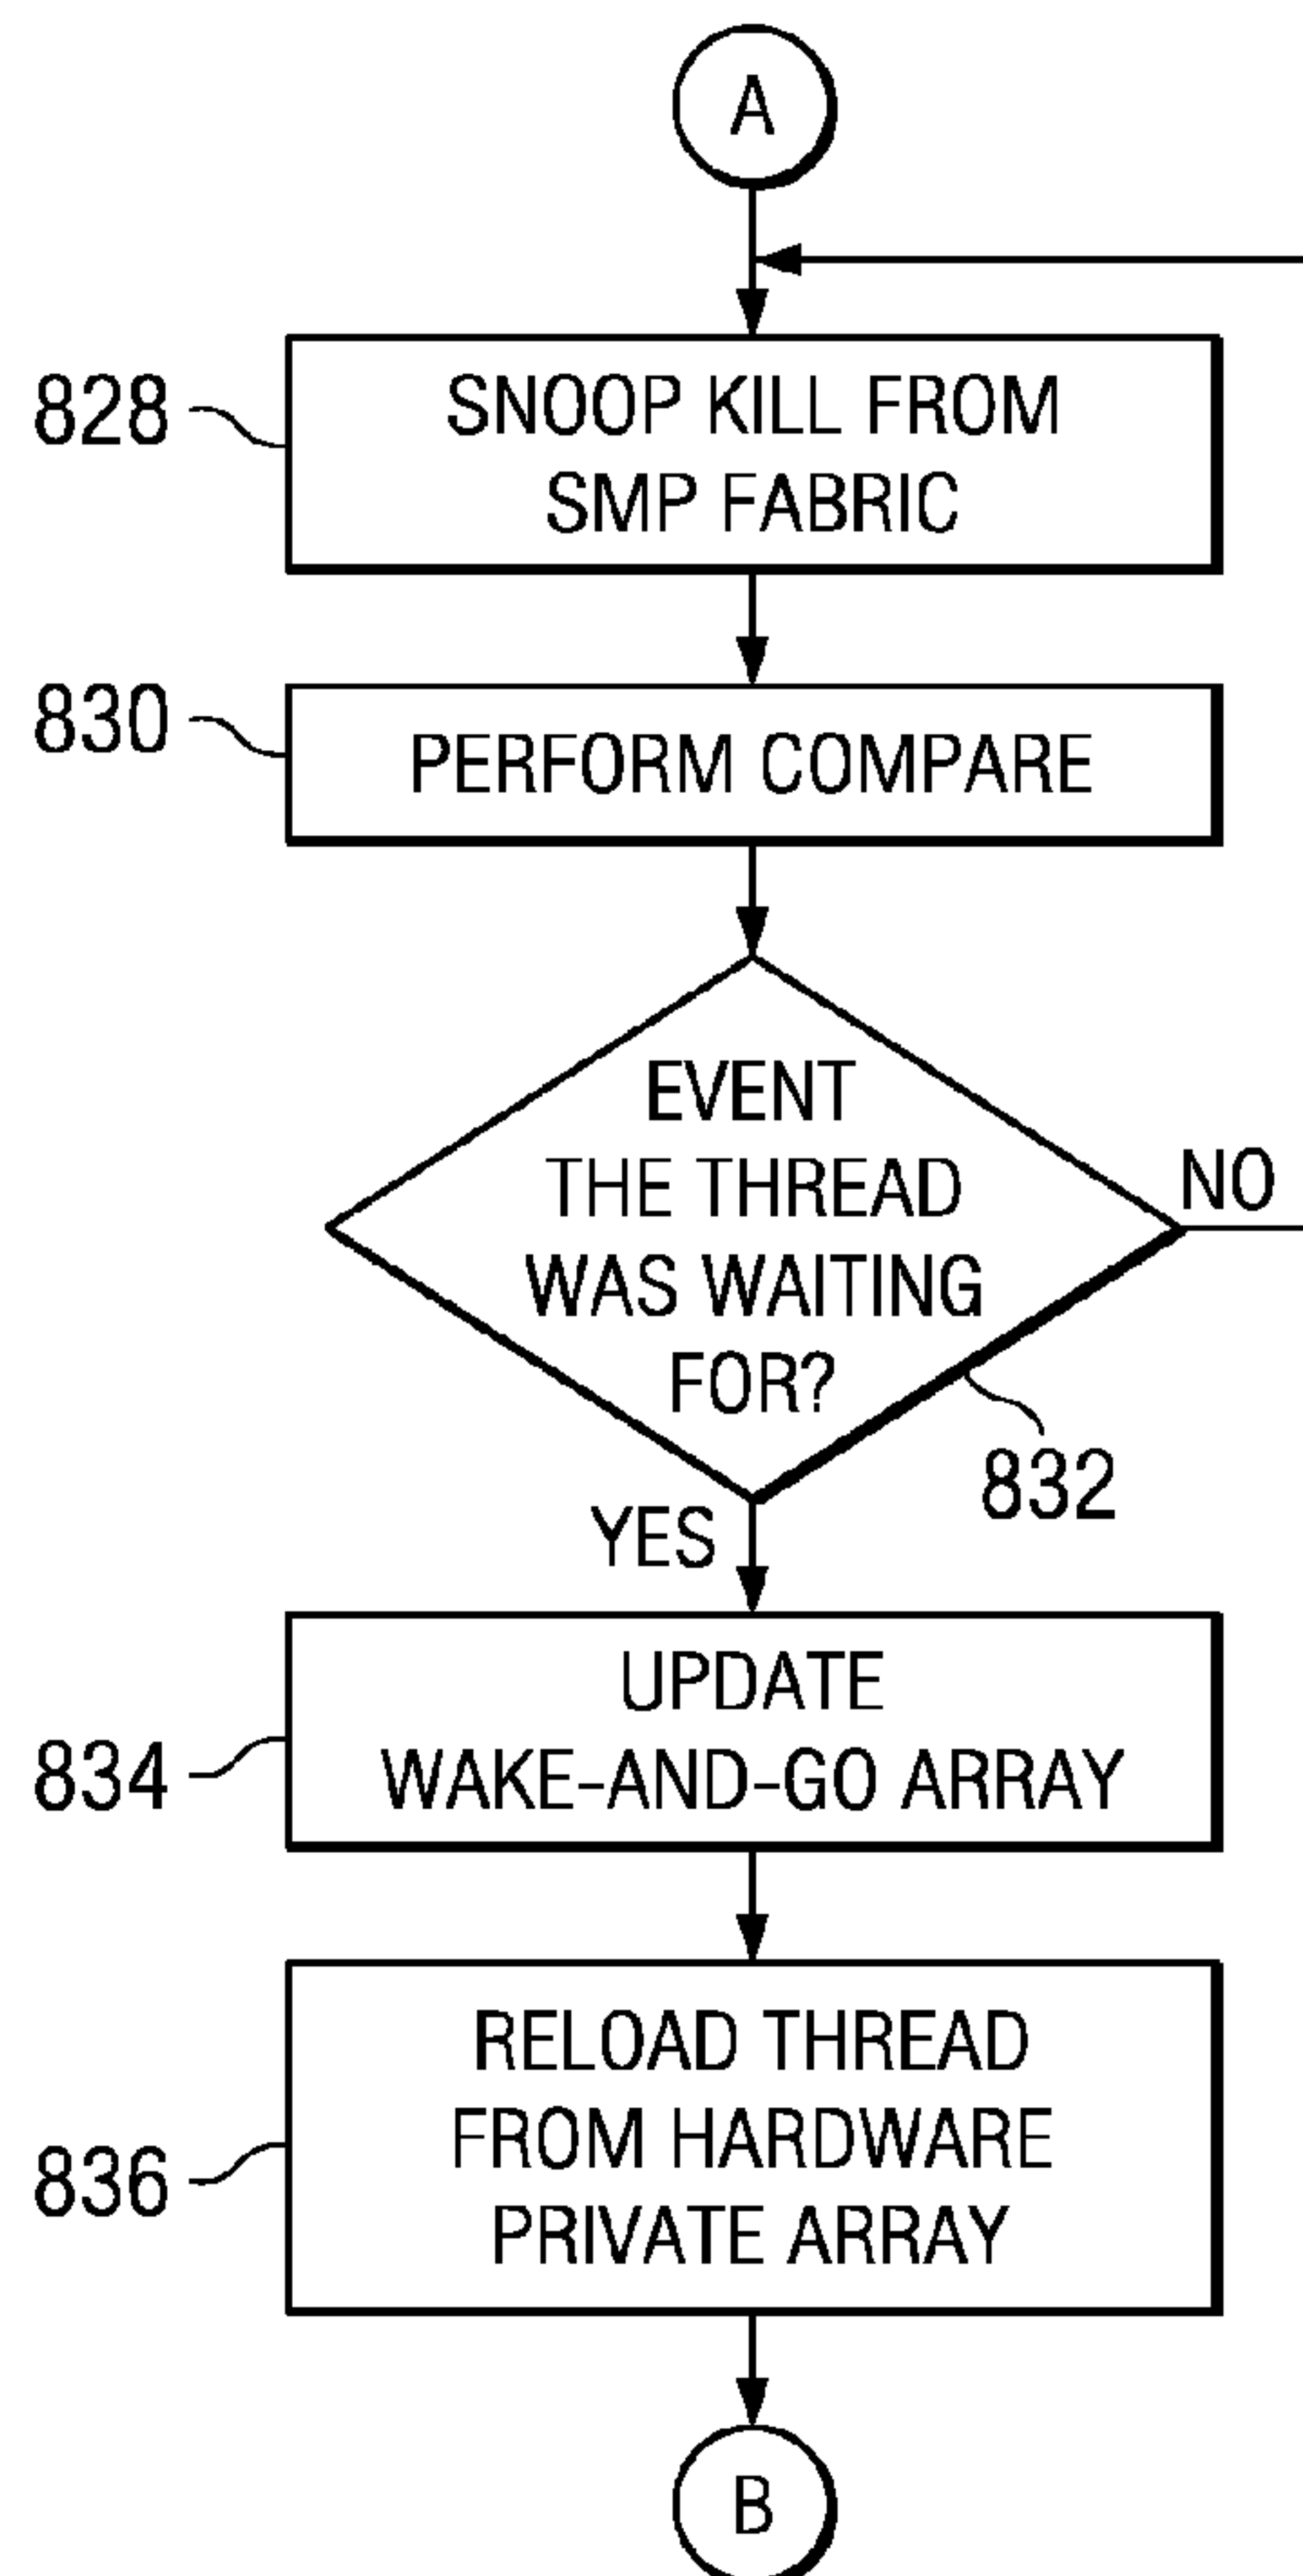 A
828
SNOOP KILL FROM
SMP FABRIC
830
PERFORM COMPARE
EVENT
THE THREAD
WAS WAITING
FOR?
NO
832
YES
834
UPDATE
WAKE-AND-GO ARRAY
836
RELOAD THREAD
FROM HARDWARE
PRIVATE ARRAY
B